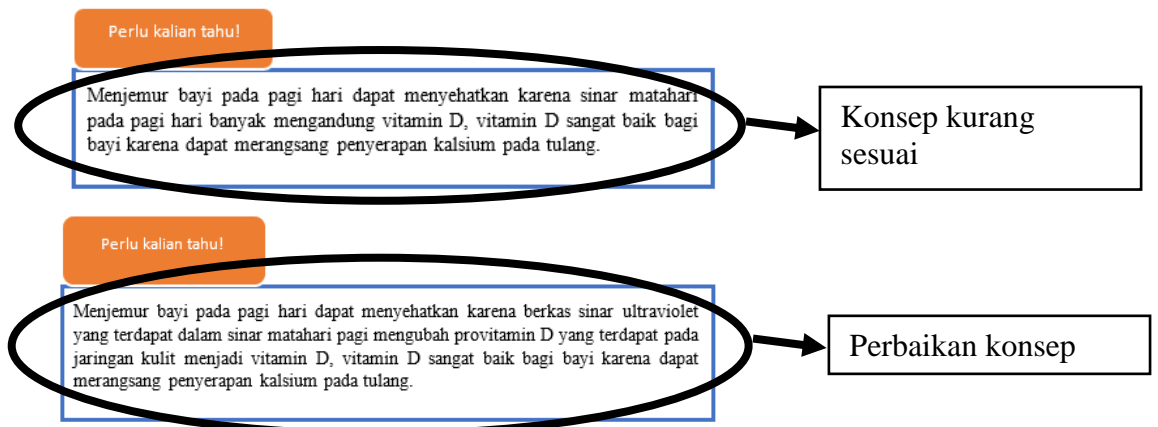 Perlu kalian tahu!
Menjemur bayi pada pagi hari dapat menyehatkan karena sinar matahari
pada pagi hari banyak mengandung vitamin D, vitamin D sangat baik bagi
bayi karena dapat merangsang penyerapan kalsium pada tulang.
Konsep kurang
sesuai
Perlu kalian tahu!
Menjemur bayi pada pagi hari dapat menyehatkan karena berkas sinar ultraviolet
yang terdapat dalam sinar matahari pagi mengubah provitamin D yang terdapat pada
jaringan kulit menjadi vitamin D, vitamin D sangat baik bagi bayi karena dapat
merangsang penyerapan kalsium pada tulang.
Perbaikan konsep